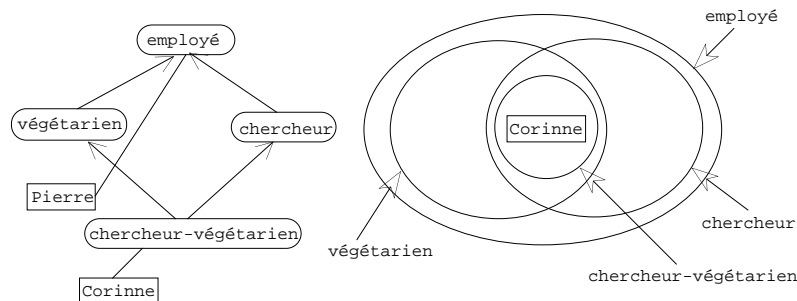 employé
végétarien
chercheur
Pierre
chercheur-végétarien
Corinne
employé
Corinne
chercheur
végétarien
chercheur-végétarien